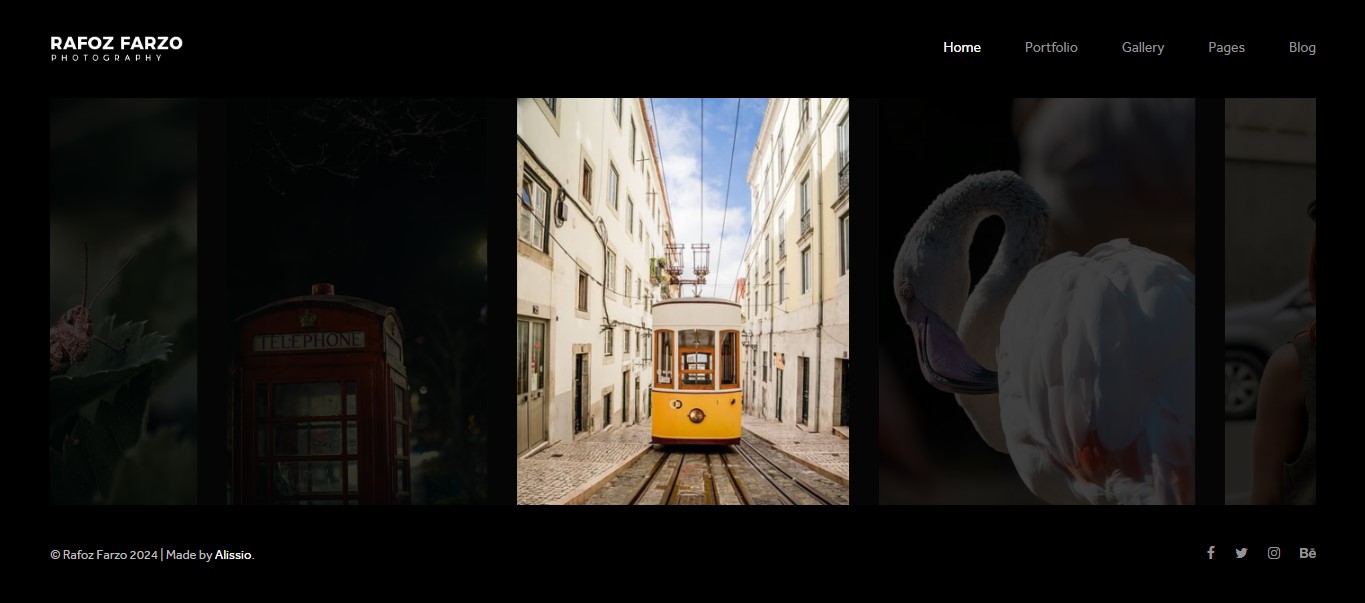 RAFOZ FARZO
PHOTOGRAPHY
Home Portfolio Gallery Pages Blog
TELEPHONE
© Rafoz Farzo 2024 | Made by Alissio.
Bē